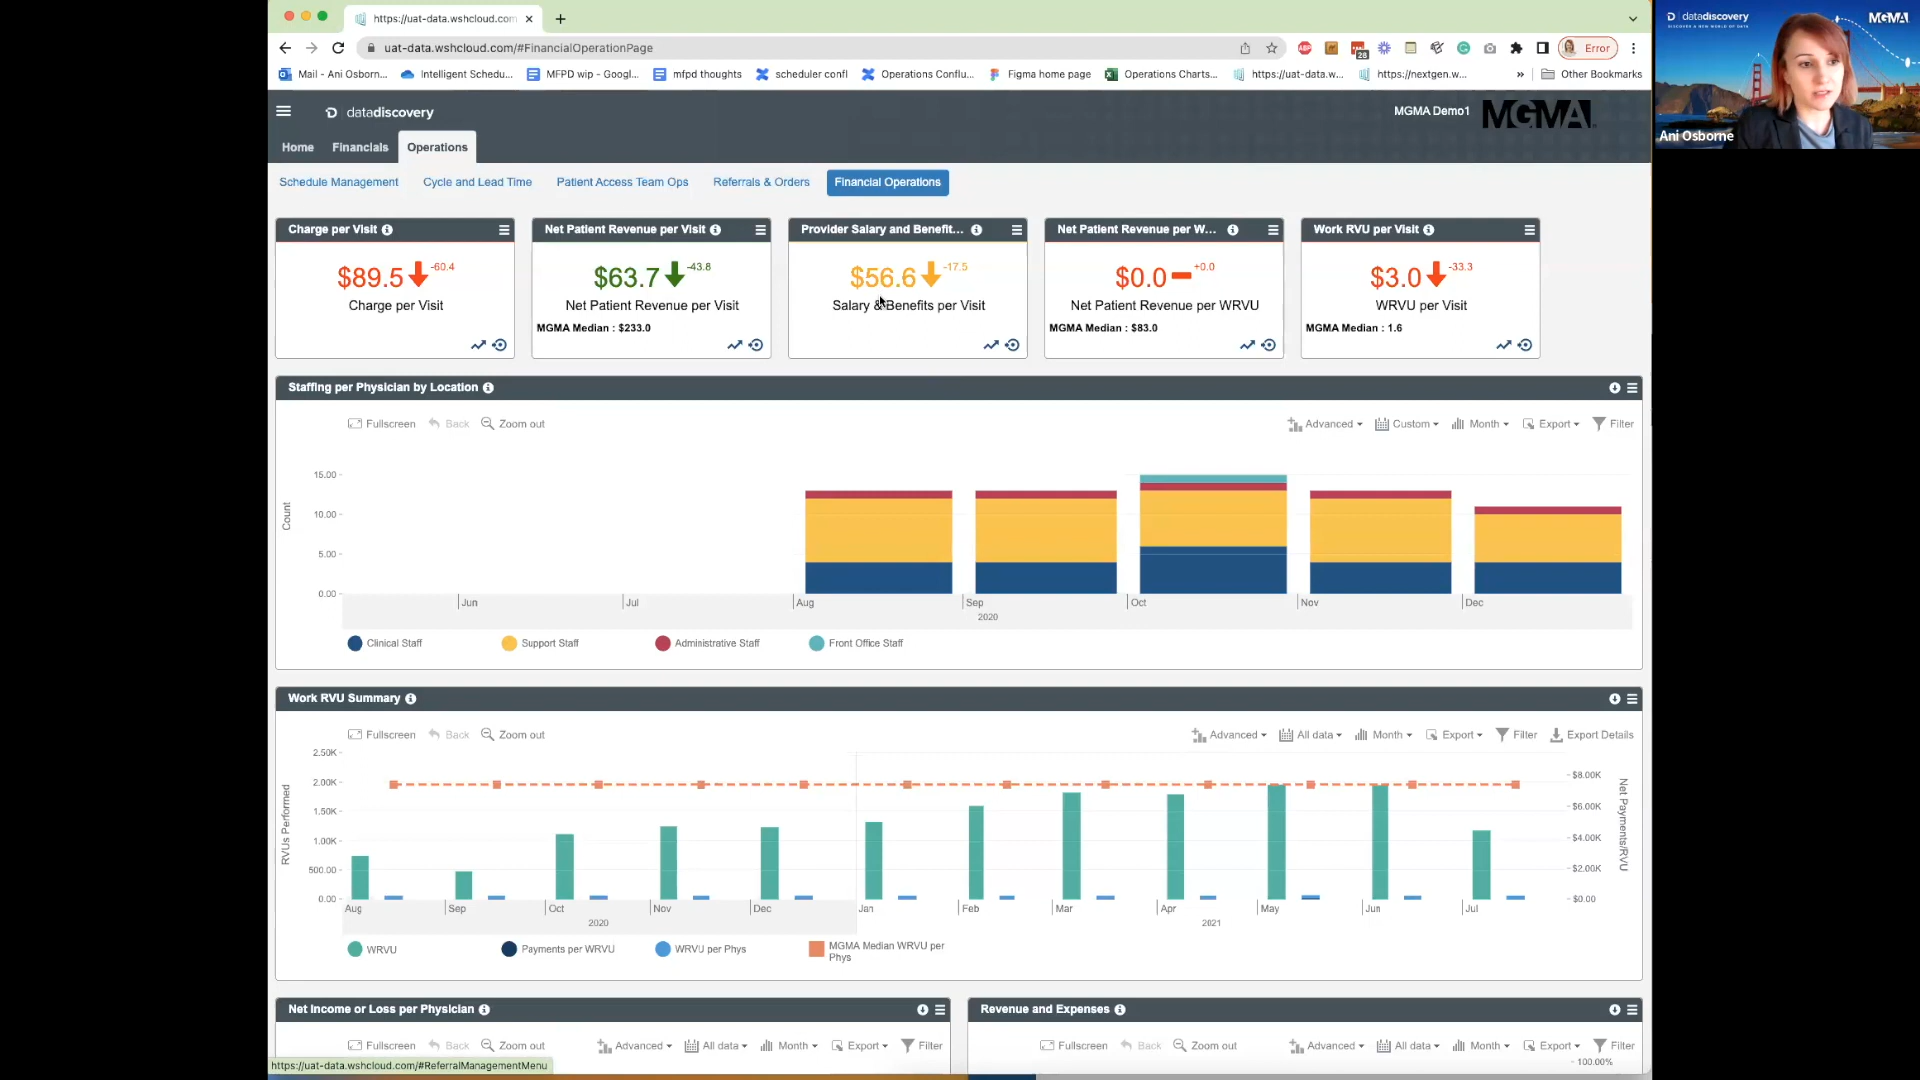 https://uat-data.wshcloud.com
uat-data.wshcloud.com/#FinancialOperationPage
28
Error
Mail - Ani Osborn...
Intelligent Schedu...
MFPD wip - Googl...
mfpd thoughts
scheduler confl
Operations Conflu...
Figma home page
Operations Charts...
https://uat-data.w...
https://nextgen.w...
»
Other Bookmarks
datadiscovery
MGMA Demo1
MGMA
Home
Financials
Operations
Schedule Management
Cycle and Lead Time
Patient Access Team Ops
Referrals & Orders
Financial Operations
Charge per Visit
$89.5 -60.4
Charge per Visit
Net Patient Revenue per Visit
$63.7 -43.8
Net Patient Revenue per Visit
MGMA Median : $233.0
Provider Salary and Benefit...
$56.6 -17.5
Salary & Benefits per Visit
Net Patient Revenue per W...
$0.0 +0.0
Net Patient Revenue per WRVU
MGMA Median : $83.0
Work RVU per Visit
$3.0 -33.3
WRVU per Visit
MGMA Median : 1.6
Staffing per Physician by Location
Fullscreen Back Zoom out
Advanced Custom Month Export Filter
Count
15.00
10.00
5.00
0.00
Jun Jul Aug Sep Oct Nov Dec
2020
Clinical Staff Support Staff Administrative Staff Front Office Staff
Work RVU Summary
Fullscreen Back Zoom out
Advanced All data Month Export Filter Export Details
RVUs Performed
2.50K
2.00K
1.50K
1.00K
500.00
0.00
$8.00K
$6.00K
$4.00K
$2.00K
$0.00
Net Payments/RVU
Aug Sep Oct Nov Dec Jan Feb Mar Apr May Jun Jul
2020 2021
WRVU Payments per WRVU WRVU per Phys MGMA Median WRVU per
Phys
Net Income or Loss per Physician
Fullscreen Back Zoom out
Advanced All data Month Export Filter
Revenue and Expenses
Fullscreen Back Zoom out
Advanced All data Month Export Filter
100.00%
https://uat-data.wshcloud.com/#ReferralManagementMenu
datadiscovery
DISCOVER A NEW WORLD OF DATA
MGMA
Ani Osborne